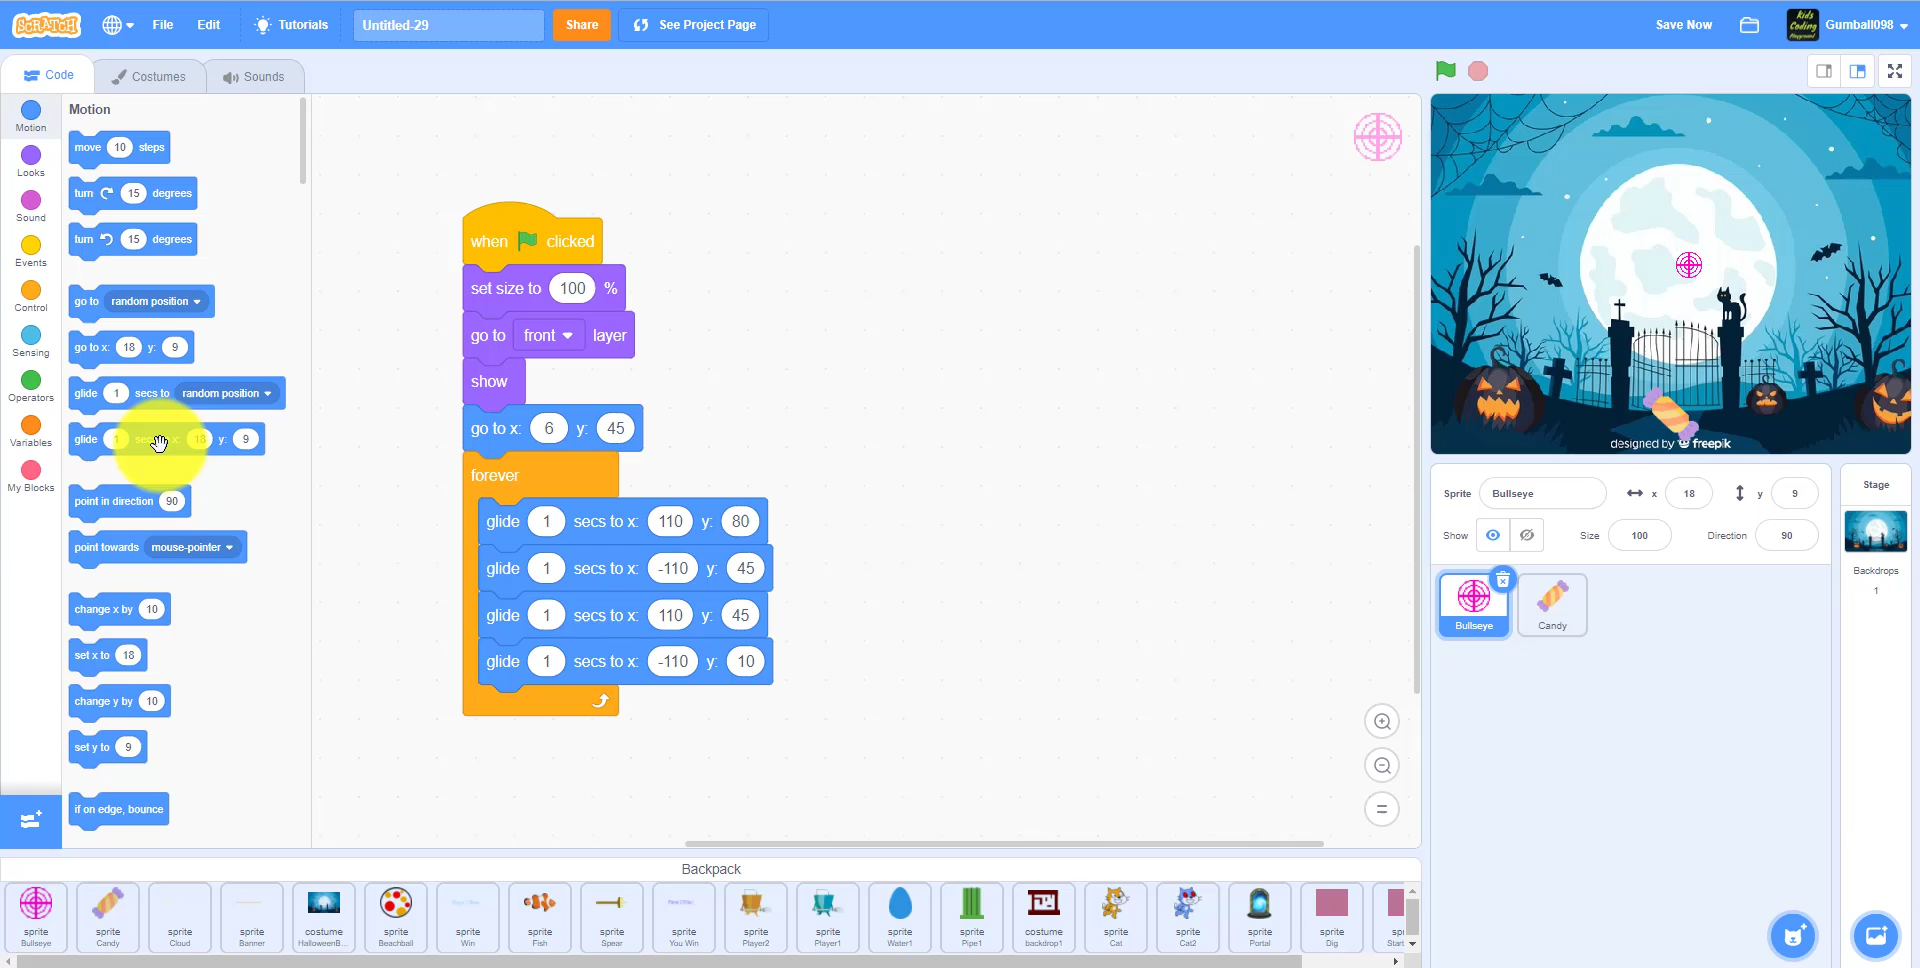 SCRATCH File Edit Tutorials Untitled-29 Share See Project Page Save Now Kids Coding Playground Gumball098
Code Costumes Sounds
Motion
Looks
Sound
Events
Control
Sensing
Operators
Variables
My Blocks
Motion
move 10 steps
turn 15 degrees
turn 15 degrees
go to random position
go to x: 18 y: 9
glide 1 secs to random position
glide 1 secs to x: 18 y: 9
point in direction 90
point towards mouse-pointer
change x by 10
set x to 18
change y by 10
set y to 9
if on edge, bounce
when clicked
set size to 100 %
go to front layer
show
go to x: 6 y: 45
forever
glide 1 secs to x: 110 y: 80
glide 1 secs to x: -110 y: 45
glide 1 secs to x: 110 y: 45
glide 1 secs to x: -110 y: 10
designed by freepik
Sprite Bullseye x 18 y 9
Show Size 100 Direction 90
Bullseye
Candy
Stage
Backdrops
1
Backpack
sprite Bullseye
sprite Candy
sprite Cloud
sprite Banner
costume HalloweenB...
sprite Beachball
sprite Win
sprite Fish
sprite Spear
sprite You Win
sprite Player2
sprite Player1
sprite Water1
sprite Pipe1
costume backdrop1
sprite Cat
sprite Cat2
sprite Portal
sprite Dig